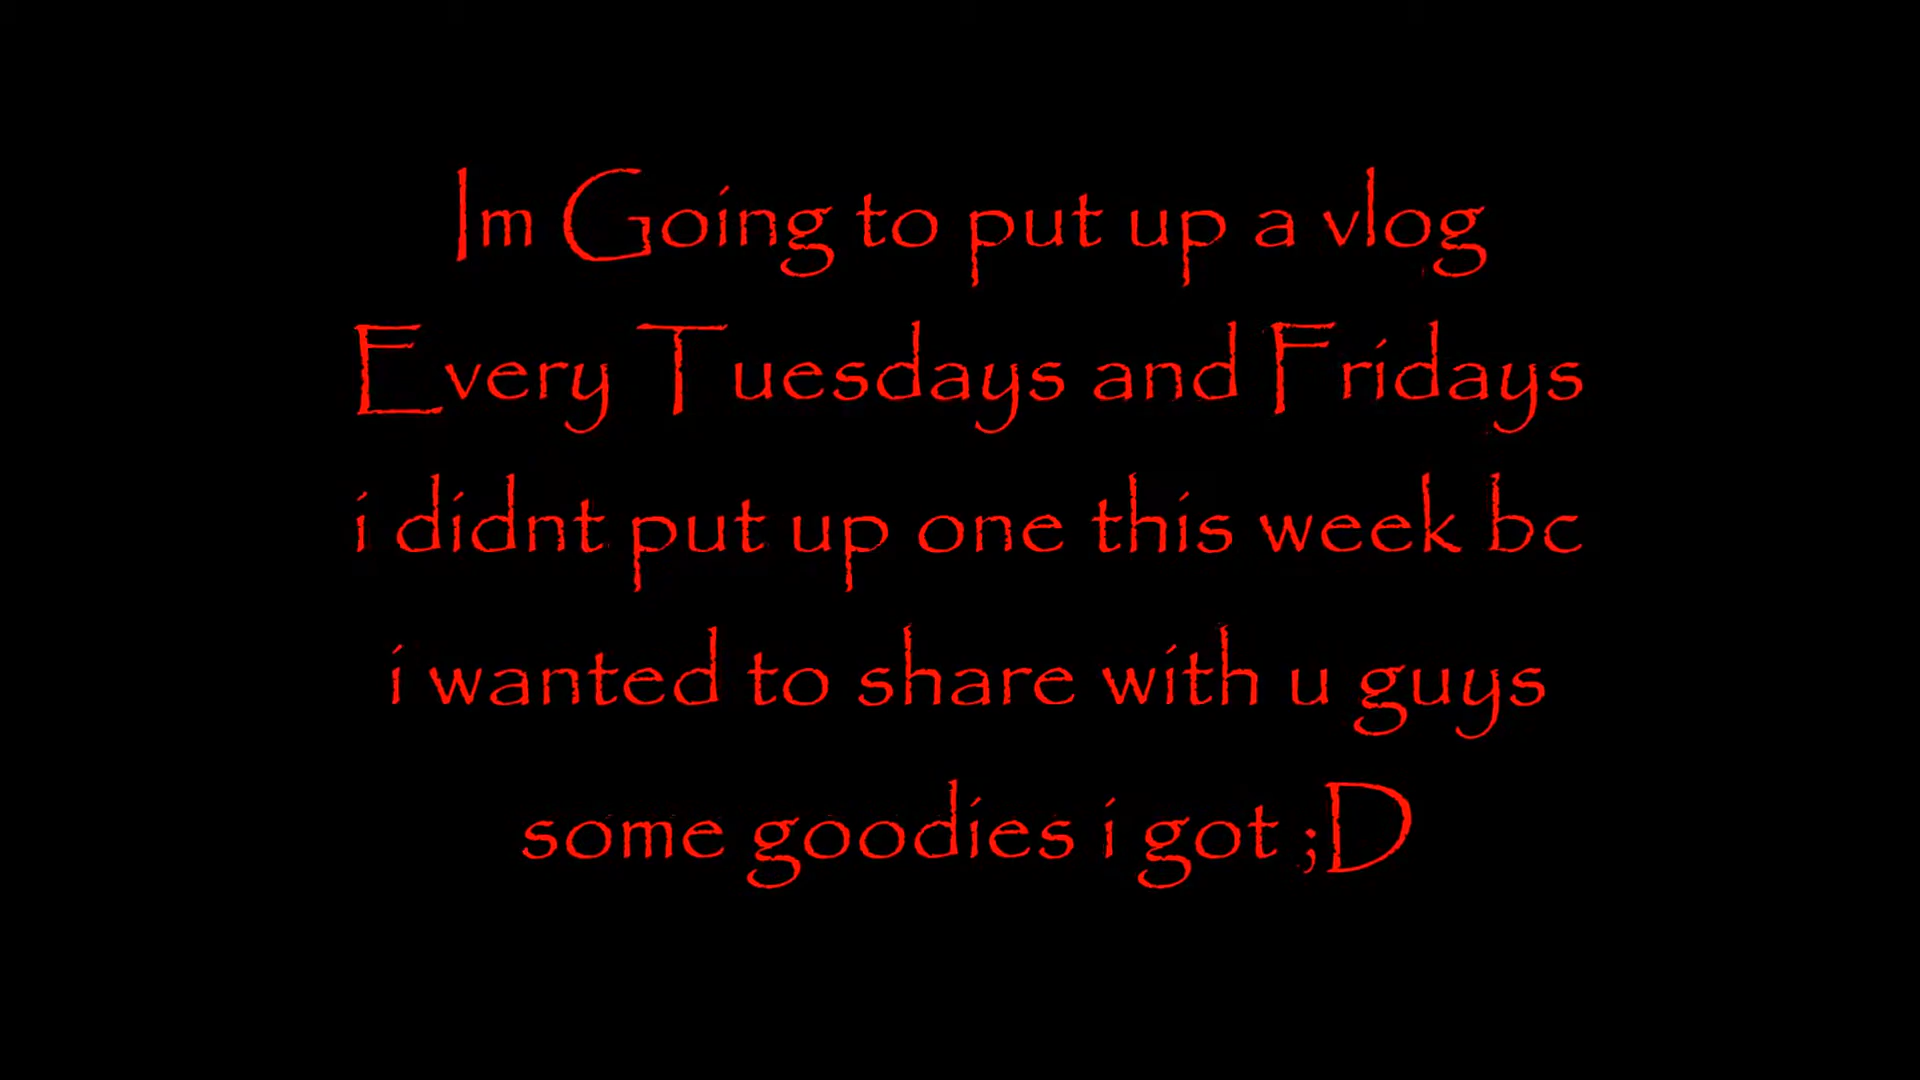 Im Going to put up a vlog
Every Tuesdays and Fridays
i didnt put up one this week bc
i wanted to share with u guys
some goodies i got ;D